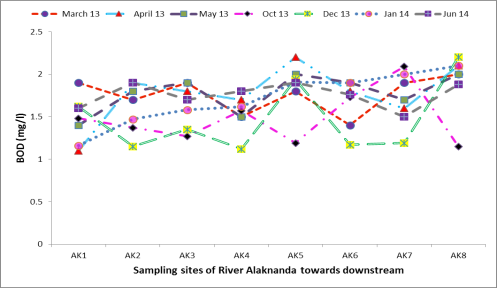 March 13 April 13 May 13 Oct 13 Dec 13 Jan 14 Jun 14
2.5
2
1.5
1
0.5
0
BOD (mg/l)
AK1 AK2 AK3 AK4 AK5 AK6 AK7 AK8
Sampling sites of River Alaknanda towards downstream